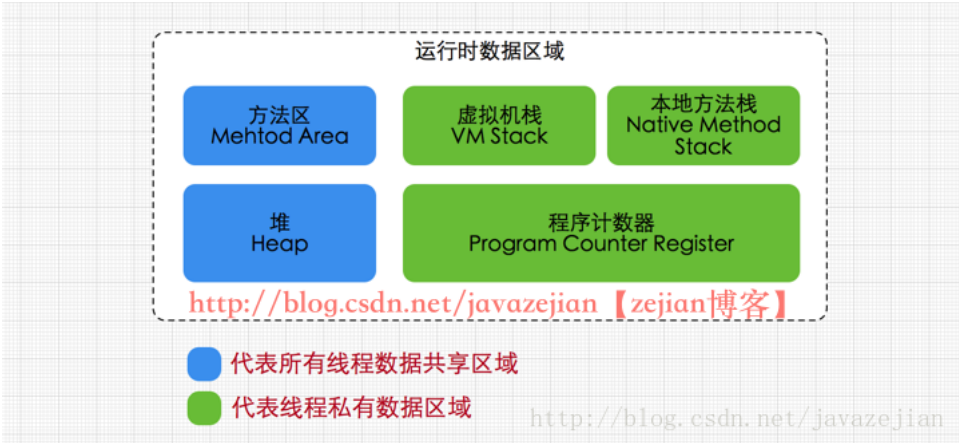 运行时数据区域
方法区
Mehtod Area
虚拟机栈
VM Stack
本地方法栈
Native Method
Stack
堆
Heap
程序计数器
Program Counter Register
http://blog.csdn.net/javazejian【zejian博客】
代表所有线程数据共享区域
代表线程私有数据区域
http://blog.csdn.net/javazejian